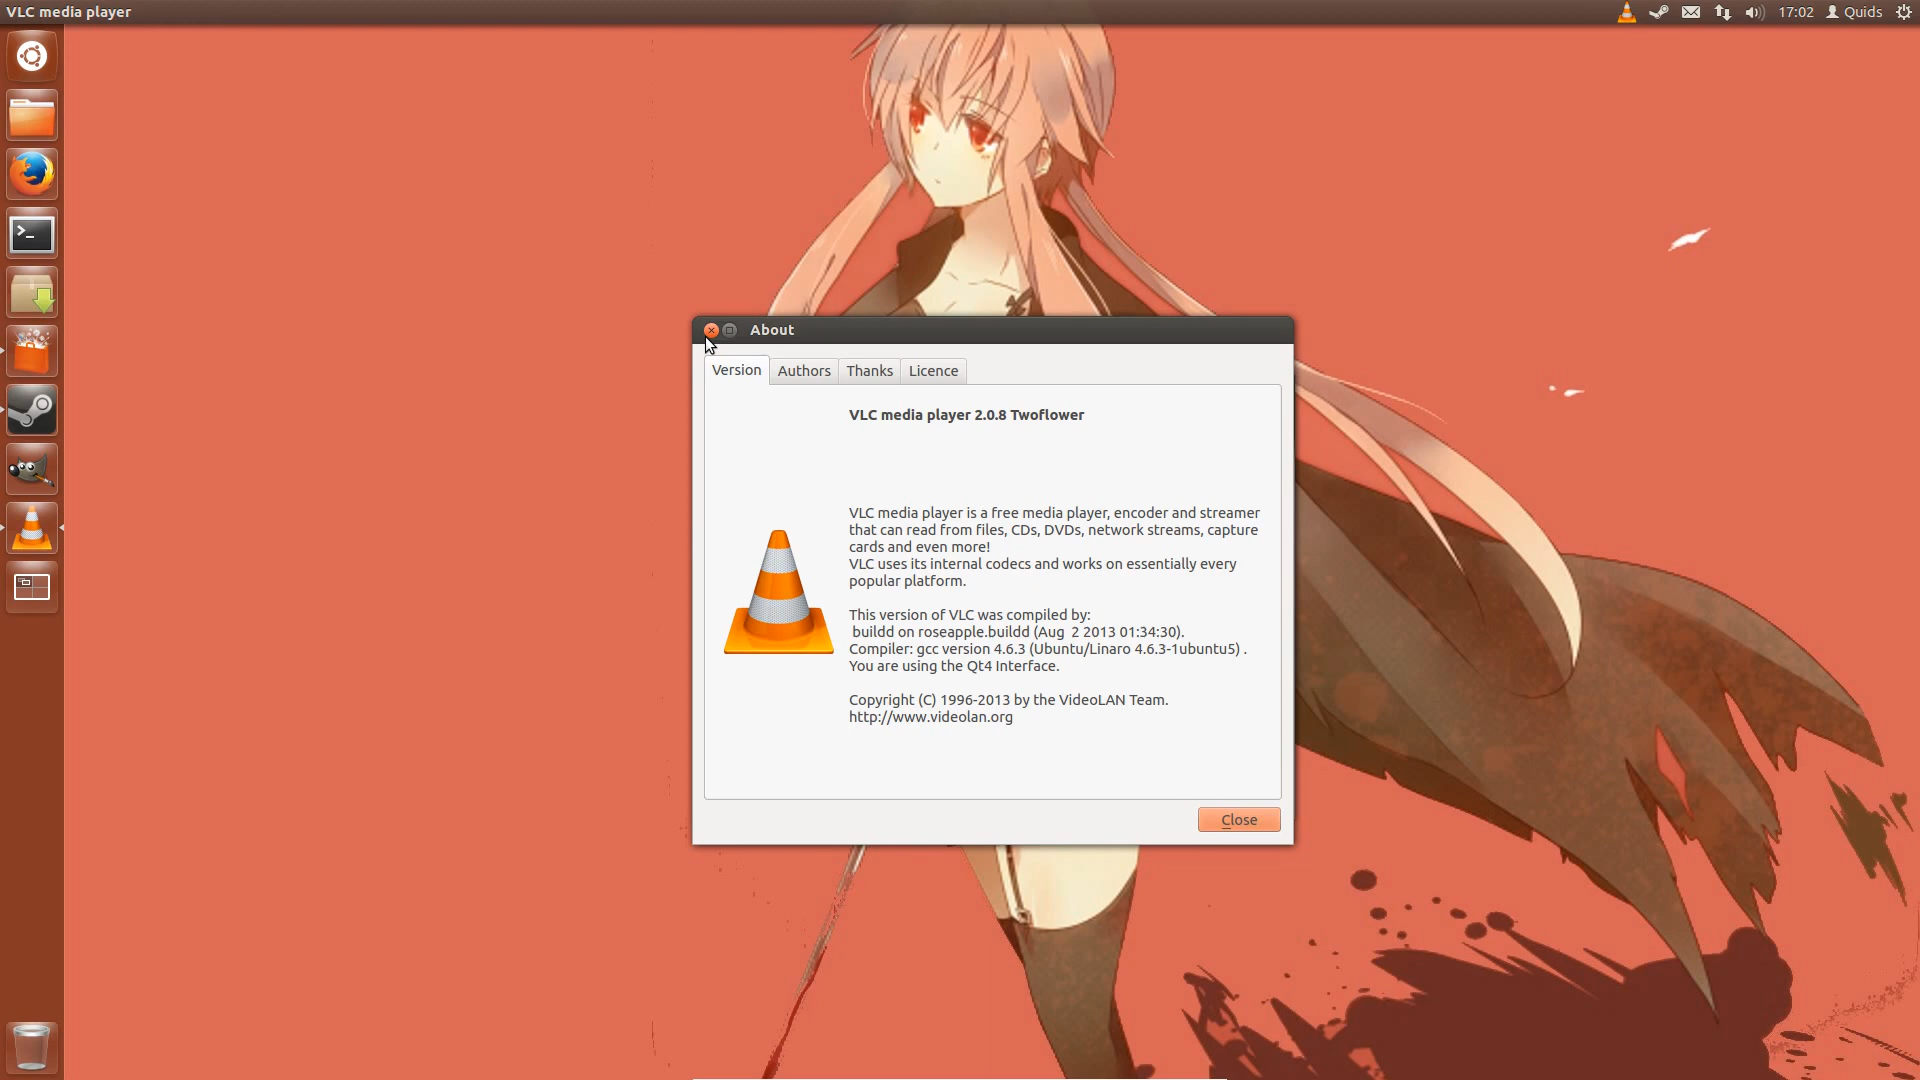 VLC media player
17:02 Quids
About
Version Authors Thanks Licence
VLC media player 2.0.8 Twoflower
VLC media player is a free media player, encoder and streamer
that can read from files, CDs, DVDs, network streams, capture
cards and even more!
VLC uses its internal codecs and works on essentially every
popular platform.
This version of VLC was compiled by:
buildd on roseapple.buildd (Aug  2 2013 01:34:30).
Compiler: gcc version 4.6.3 (Ubuntu/Linaro 4.6.3-1ubuntu5) .
You are using the Qt4 Interface.
Copyright (C) 1996-2013 by the VideoLAN Team.
http://www.videolan.org
Close